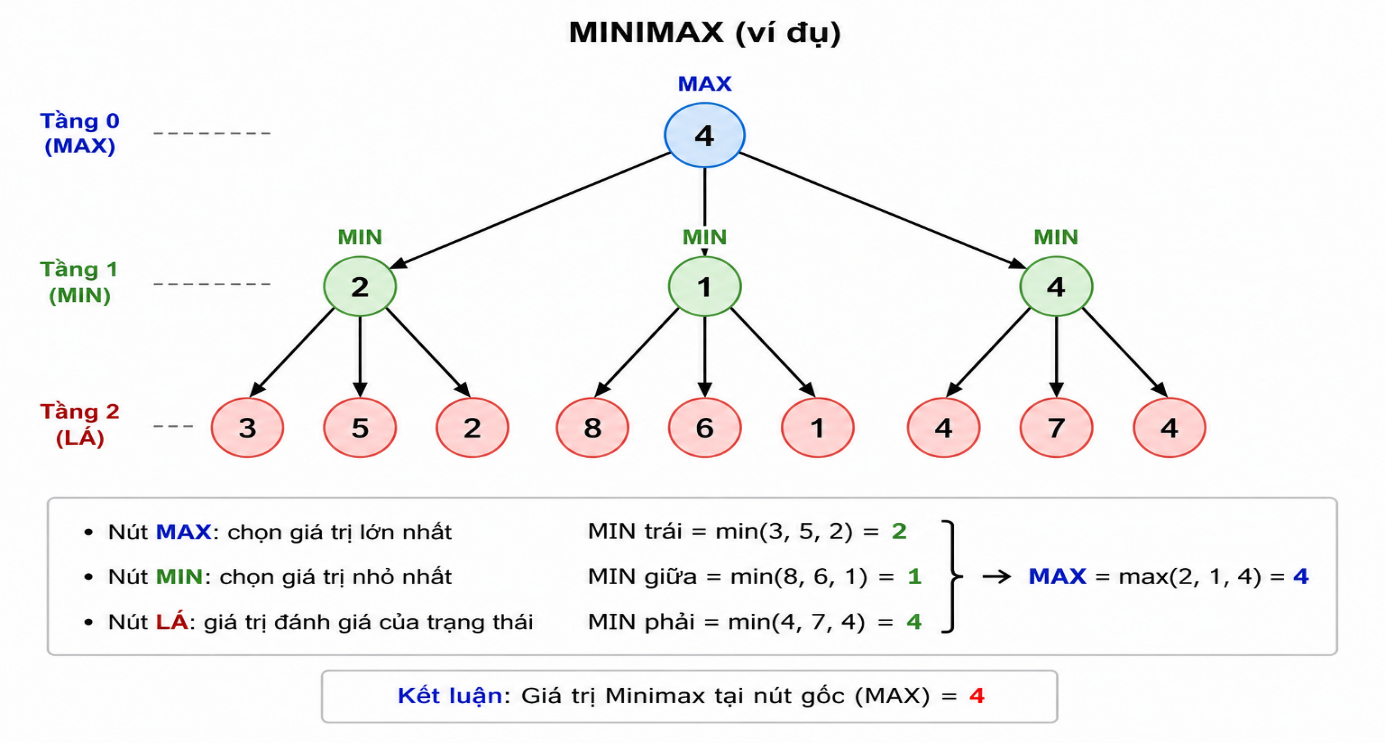 MINIMAX (ví dụ)
MAX
Tầng 0
(MAX)
4
MIN MIN MIN
Tầng 1
(MIN)
2 1 4
Tầng 2
(LÁ)
3 5 2 8 6 1 4 7 4
• Nút MAX: chọn giá trị lớn nhất
• Nút MIN: chọn giá trị nhỏ nhất
• Nút LÁ: giá trị đánh giá của trạng thái
MIN trái = min(3, 5, 2) = 2
MIN giữa = min(8, 6, 1) = 1
MIN phải = min(4, 7, 4) = 4
→ MAX = max(2, 1, 4) = 4
Kết luận: Giá trị Minimax tại nút gốc (MAX) = 4